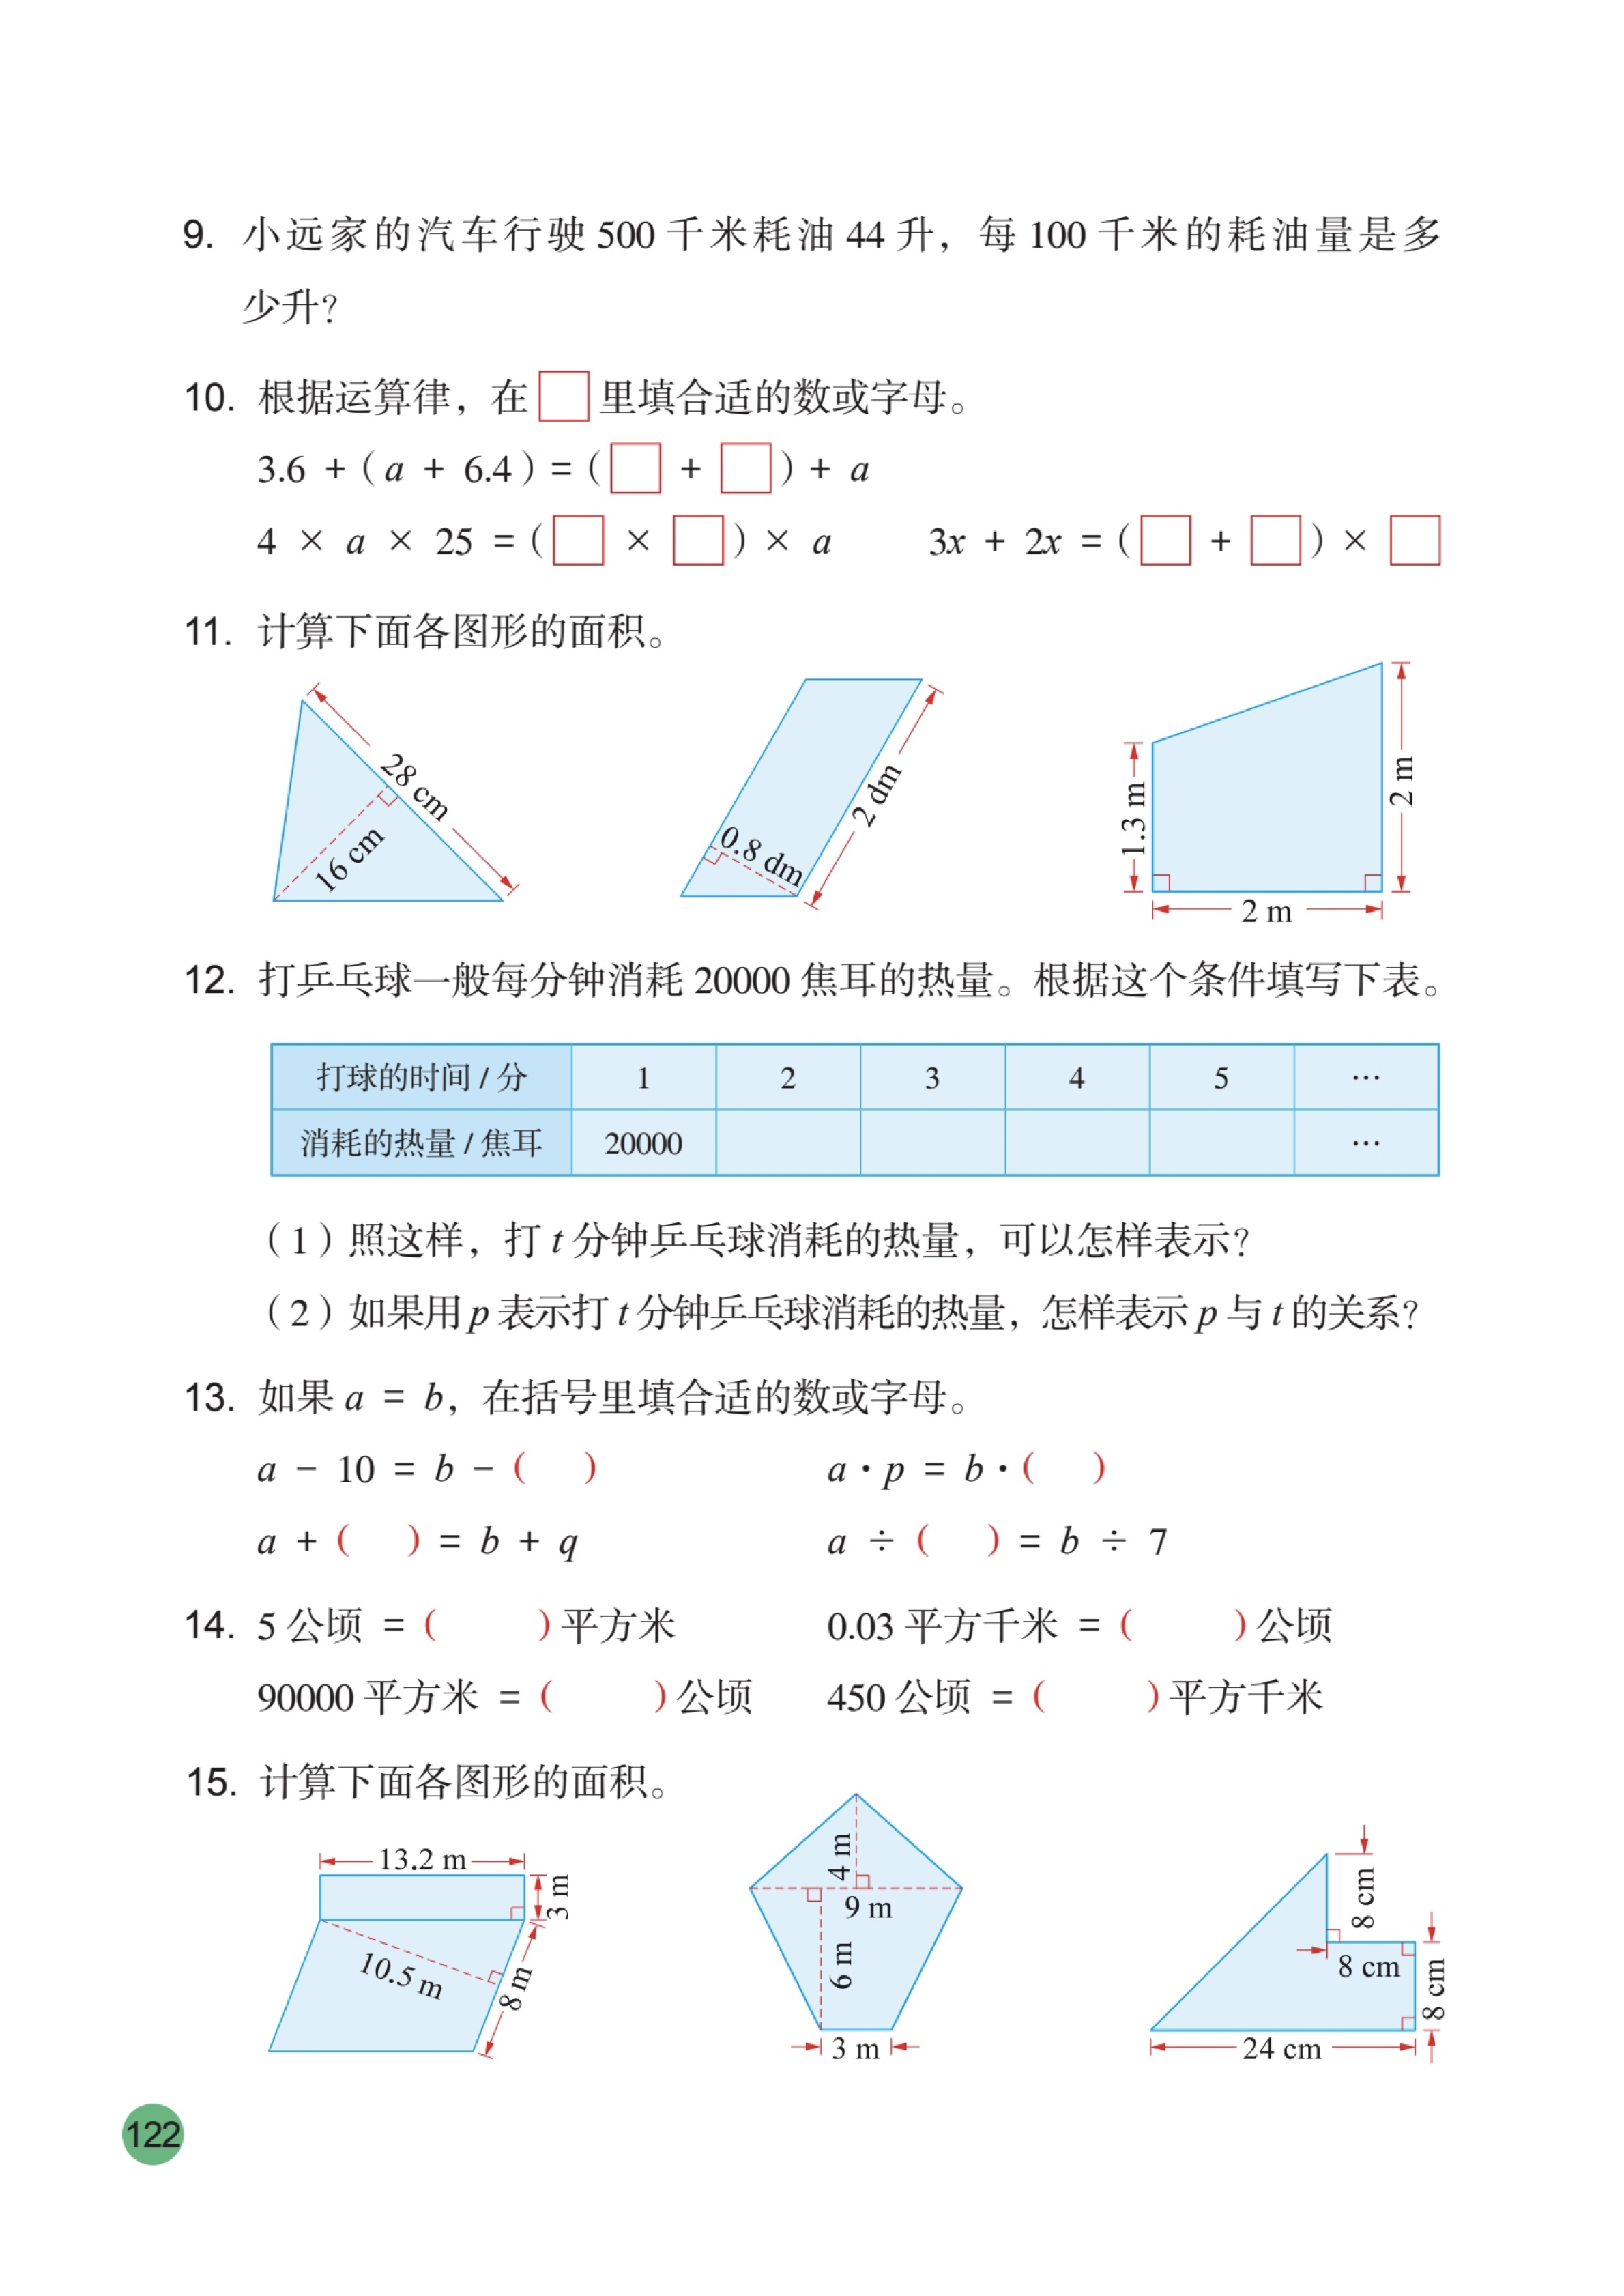 9. 小远家的汽车行驶 500 千米耗油 44 升，每 100 千米的耗油量是多
少升？
10. 根据运算律，在 □ 里填合适的数或字母。
3.6 + ( a + 6.4 ) = ( □ + □ ) + a
4 × a × 25 = ( □ × □ ) × a 3x + 2x = ( □ + □ ) × □
11. 计算下面各图形的面积。
28 cm
16 cm
2 dm
0.8 dm
1.3 m
2 m
2 m
12. 打乒乓球一般每分钟消耗 20000 焦耳的热量。根据这个条件填写下表。
打球的时间 / 分 1 2 3 4 5 …
消耗的热量 / 焦耳 20000 …
（1）照这样，打 t 分钟乒乓球消耗的热量，可以怎样表示？
（2）如果用 p 表示打 t 分钟乒乓球消耗的热量，怎样表示 p 与 t 的关系？
13. 如果 a = b，在括号里填合适的数或字母。
a − 10 = b − ( ) a · p = b · ( )
a + ( ) = b + q a ÷ ( ) = b ÷ 7
14. 5 公顷 = ( ) 平方米 0.03 平方千米 = ( ) 公顷
90000 平方米 = ( ) 公顷 450 公顷 = ( ) 平方千米
15. 计算下面各图形的面积。
13.2 m
3 m
10.5 m
8 m
4 m
9 m
6 m
3 m
8 cm
8 cm
8 cm
24 cm
122